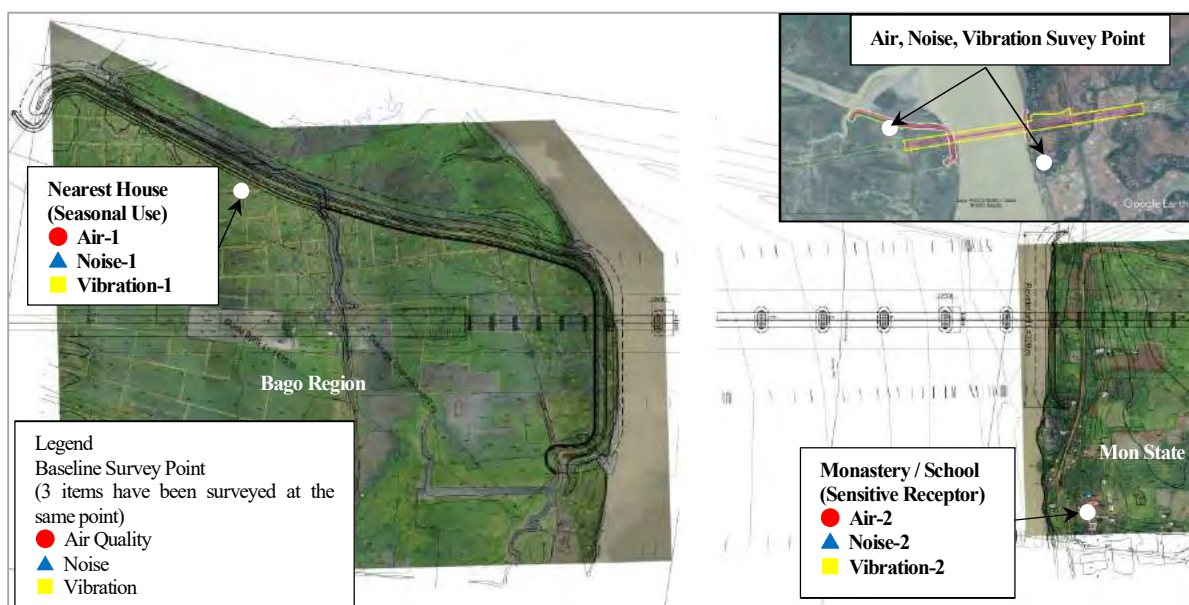 Air, Noise, Vibration Suvey Point
Google Earth
Nearest House
(Seasonal Use)
Air-1
Noise-1
Vibration-1
Bago Region
Legend
Baseline Survey Point
(3 items have been surveyed at the
same point)
Air Quality
Noise
Vibration
Mon State
Monastery / School
(Sensitive Receptor)
Air-2
Noise-2
Vibration-2